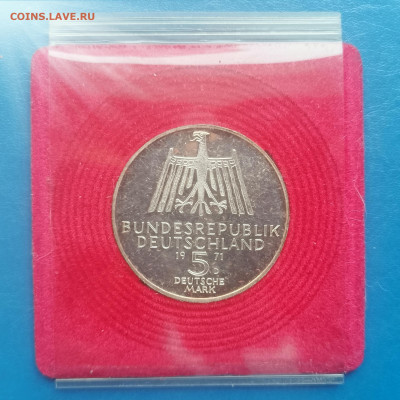 COINS.LAVE.RU
BUNDESREPUBLIK
DEUTSCHLAND
19 71
5
D
DEUTSCHE
MARK